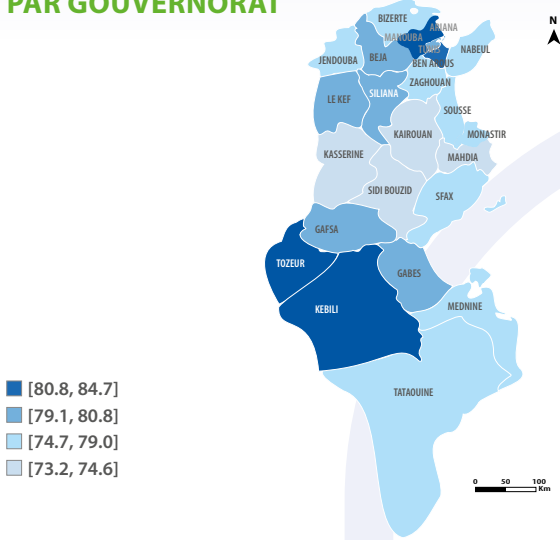 PAR GOUVERNORAT
N
BIZERTE
ARIANA
MANOUBA
TUNIS
NABEUL
BEJA
BEN AROUS
JENDOUBA
ZAGHOUAN
SILIANA
LE KEF
SOUSSE
KAIROUAN
MONASTIR
KASSERINE
MAHDIA
SIDI BOUZID
SFAX
GAFSA
TOZEUR
GABES
KEBILI
MEDNINE
TATAOUINE
[80.8, 84.7]
[79.1, 80.8]
[74.7, 79.0]
[73.2, 74.6]
0 50 100
Km